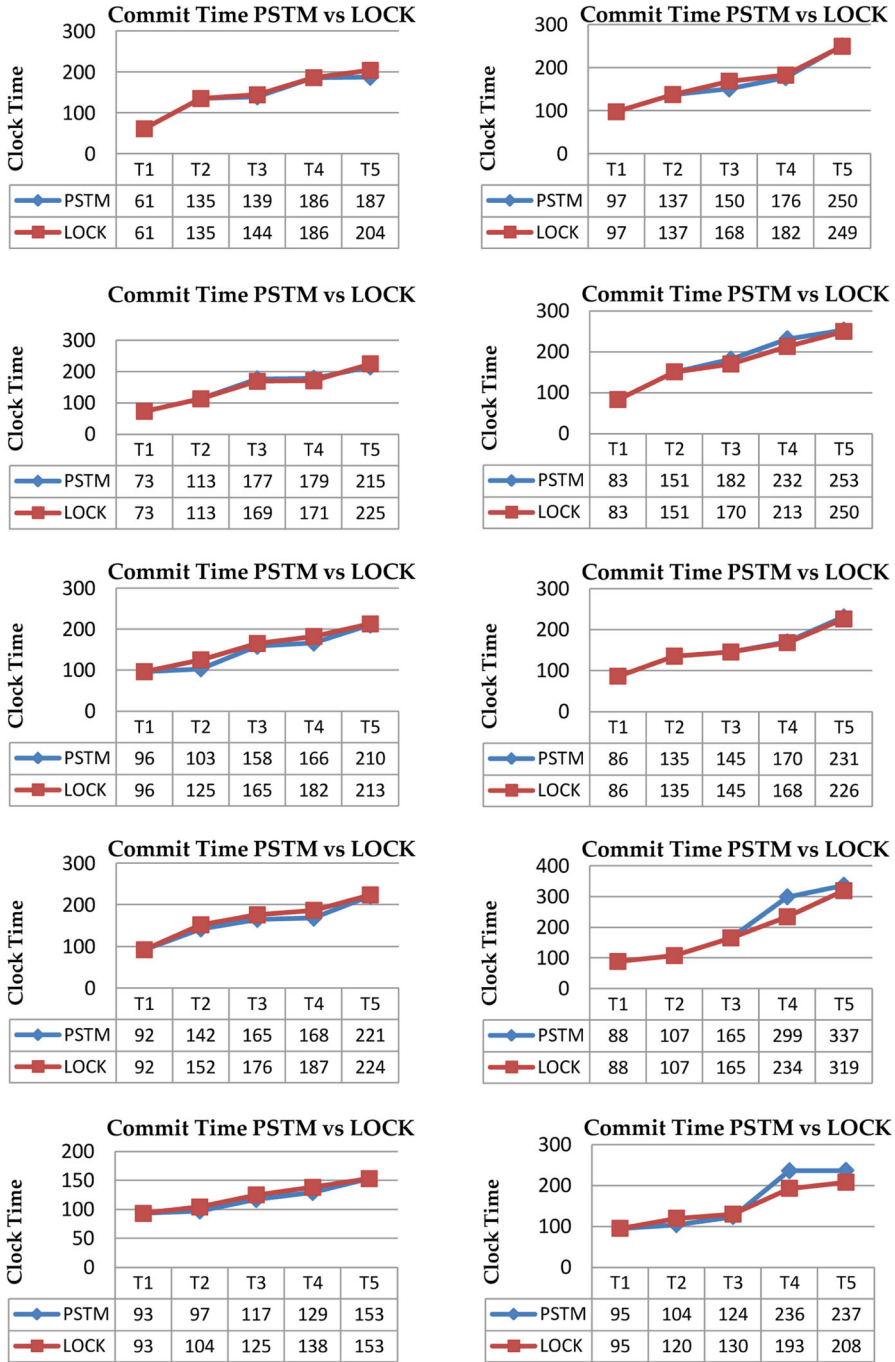 Commit Time PSTM vs LOCK
Clock Time
300
200
100
0
T1 T2 T3 T4 T5
PSTM 61 135 139 186 187
LOCK 61 135 144 186 204
Commit Time PSTM vs LOCK
Clock Time
300
200
100
0
T1 T2 T3 T4 T5
PSTM 97 137 150 176 250
LOCK 97 137 168 182 249
Commit Time PSTM vs LOCK
Clock Time
300
200
100
0
T1 T2 T3 T4 T5
PSTM 73 113 177 179 215
LOCK 73 113 169 171 225
Commit Time PSTM vs LOCK
Clock Time
300
200
100
0
T1 T2 T3 T4 T5
PSTM 83 151 182 232 253
LOCK 83 151 170 213 250
Commit Time PSTM vs LOCK
Clock Time
300
200
100
0
T1 T2 T3 T4 T5
PSTM 96 103 158 166 210
LOCK 96 125 165 182 213
Commit Time PSTM vs LOCK
Clock Time
300
200
100
0
T1 T2 T3 T4 T5
PSTM 86 135 145 170 231
LOCK 86 135 145 168 226
Commit Time PSTM vs LOCK
Clock Time
300
200
100
0
T1 T2 T3 T4 T5
PSTM 92 142 165 168 221
LOCK 92 152 176 187 224
Commit Time PSTM vs LOCK
Clock Time
400
300
200
100
0
T1 T2 T3 T4 T5
PSTM 88 107 165 299 337
LOCK 88 107 165 234 319
Commit Time PSTM vs LOCK
Clock Time
200
150
100
50
0
T1 T2 T3 T4 T5
PSTM 93 97 117 129 153
LOCK 93 104 125 138 153
Commit Time PSTM vs LOCK
Clock Time
300
200
100
0
T1 T2 T3 T4 T5
PSTM 95 104 124 236 237
LOCK 95 120 130 193 208